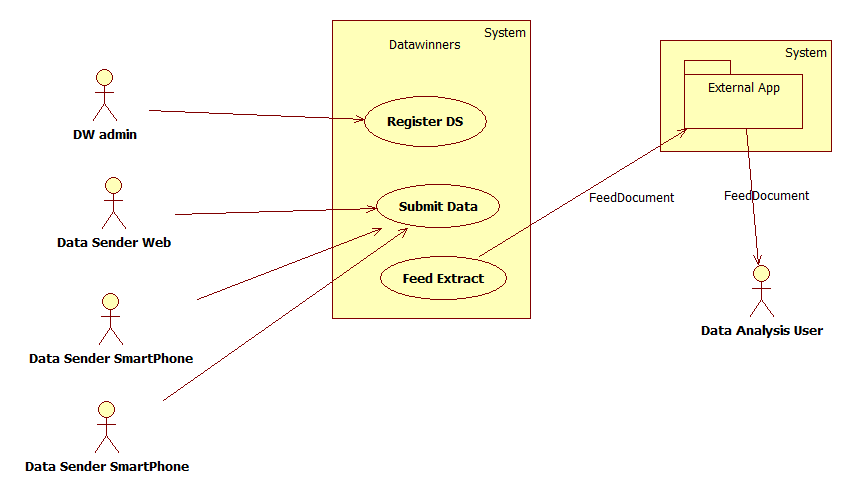 System
Datawinners
System
External App
Register DS
DW admin
Submit Data
FeedDocument
FeedDocument
Data Sender Web
Feed Extract
Data Analysis User
Data Sender SmartPhone
Data Sender SmartPhone